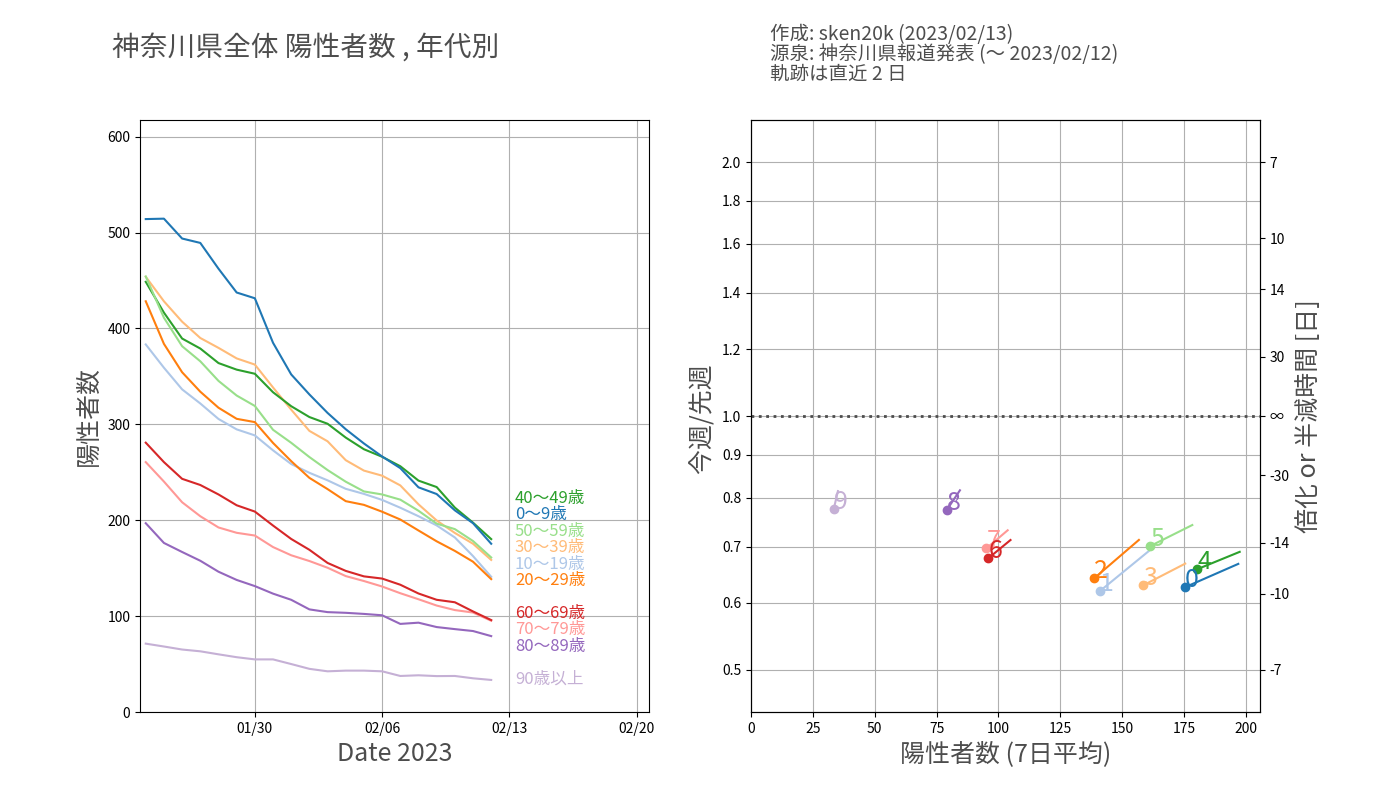 神奈川県全体 陽性者数 , 年代別
作成: sken20k (2023/02/13)
源泉: 神奈川県報道発表 (〜 2023/02/12)
軌跡は直近 2 日
600
500
400
300
200
100
0
陽性者数
01/30
02/06
02/13
02/20
Date 2023
40〜49歳
0〜9歳
50〜59歳
30〜39歳
10〜19歳
20〜29歳
60〜69歳
70〜79歳
80〜89歳
90歳以上
2.0
1.8
1.6
1.4
1.2
1.0
0.9
0.8
0.7
0.6
0.5
今週/先週
9
8
7
6
5
4
2
3
1
0
7
10
14
30
∞
-30
-14
-10
-7
倍化 or 半減時間 [日]
0
25
50
75
100
125
150
175
200
陽性者数 (7日平均)